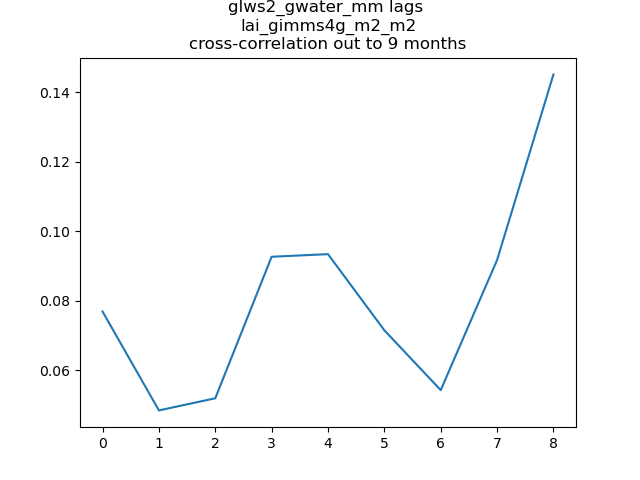 glws2_gwater_mm lags
lai_gimms4g_m2_m2
cross-correlation out to 9 months
0.14
0.12
0.10
0.08
0.06
0 1 2 3 4 5 6 7 8